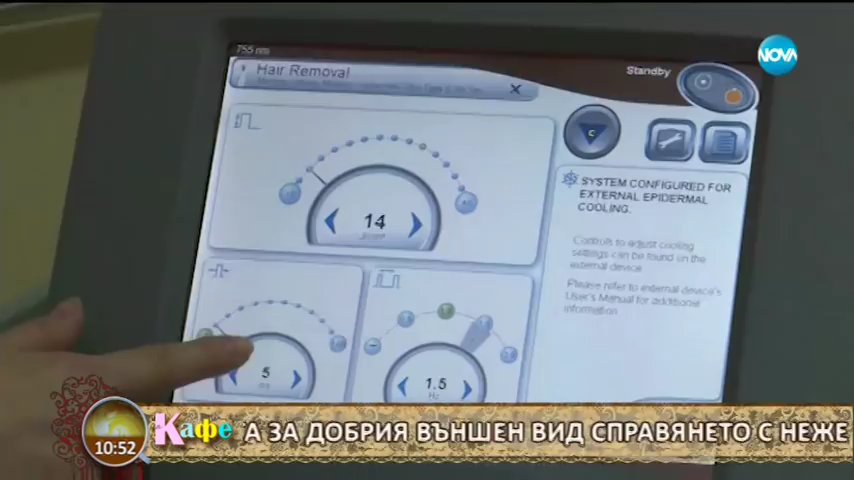 755 nm
NOVA
Hair Removal
Standby
C
SYSTEM CONFIGURED FOR
EXTERNAL EPIDERMAL
COOLING.
Controls to adjust cooling
settings can be found on the
external device
Please refer to external device's
User's Manual for additional
information
14
J/cm²
5
ms
1.5
Hz
10:52
Кафе
А ЗА ДОБРИЯ ВЪНШЕН ВИД СПРАВЯНЕТО С НЕЖЕ